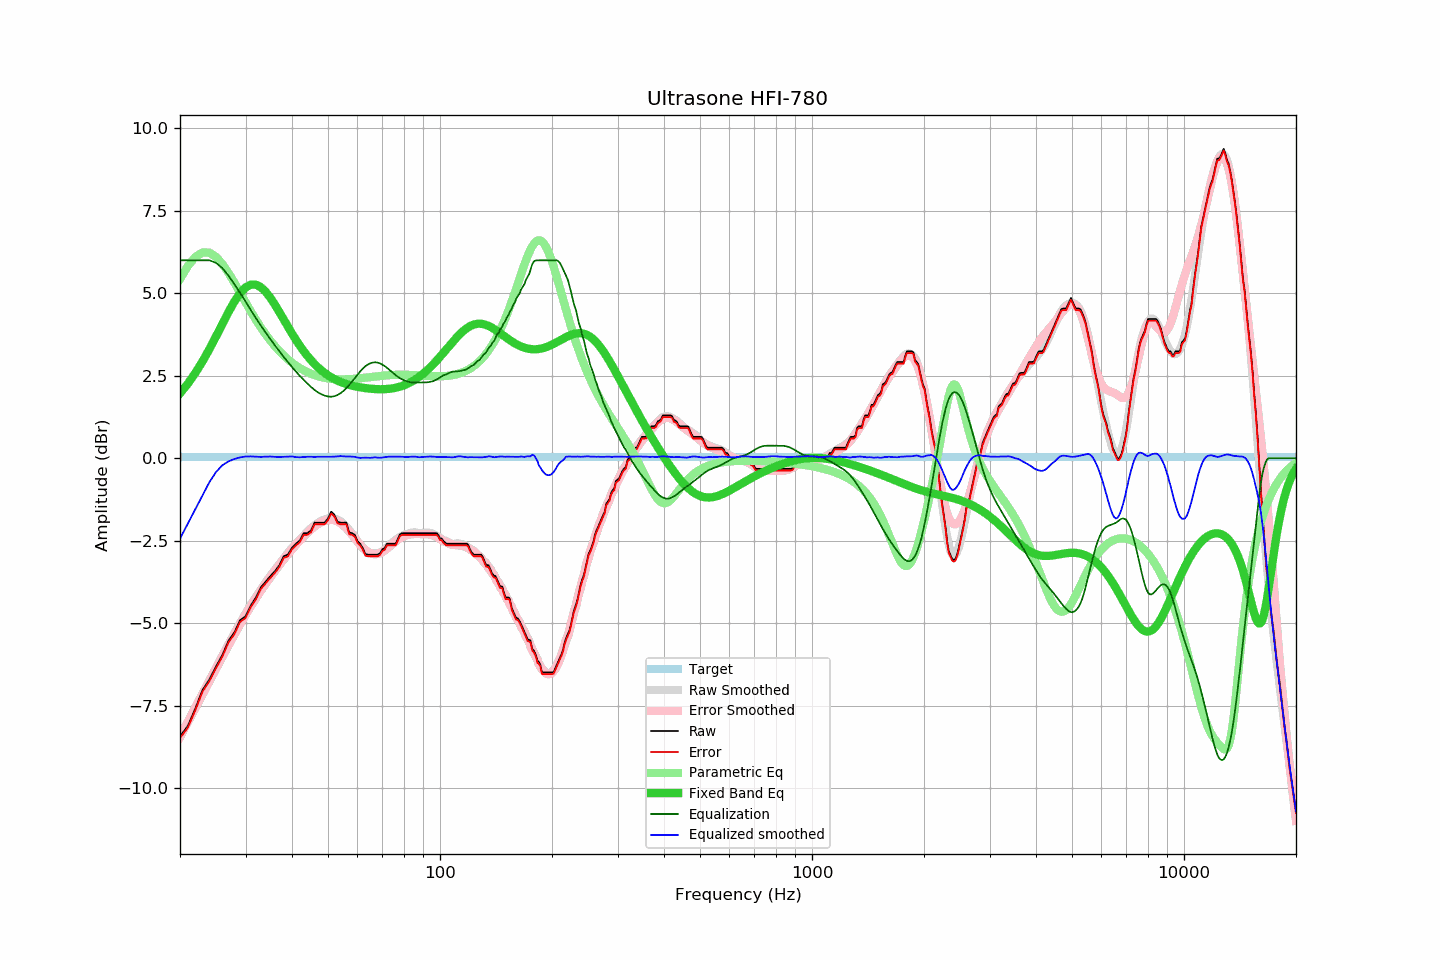 Ultrasone HFI-780
10.0
7.5
5.0
2.5
0.0
−2.5
−5.0
−7.5
−10.0
Amplitude (dBr)
Target
Raw Smoothed
Error Smoothed
Raw
Error
Parametric Eq
Fixed Band Eq
Equalization
Equalized smoothed
100 1000 10000
Frequency (Hz)